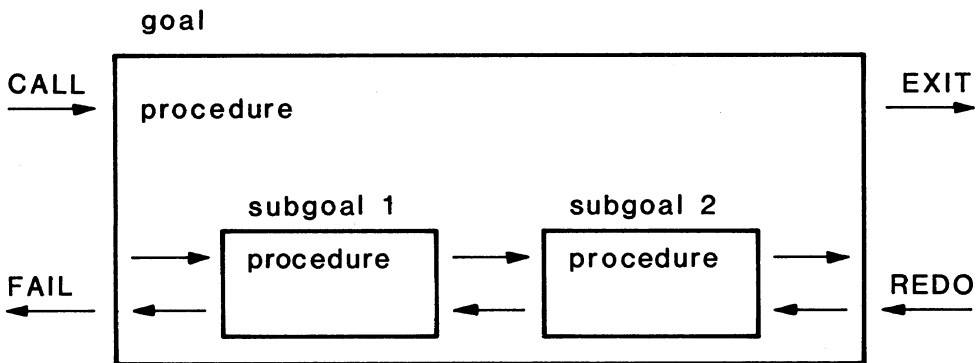 goal
CALL
EXIT
procedure
subgoal 1
subgoal 2
procedure
procedure
FAIL
REDO